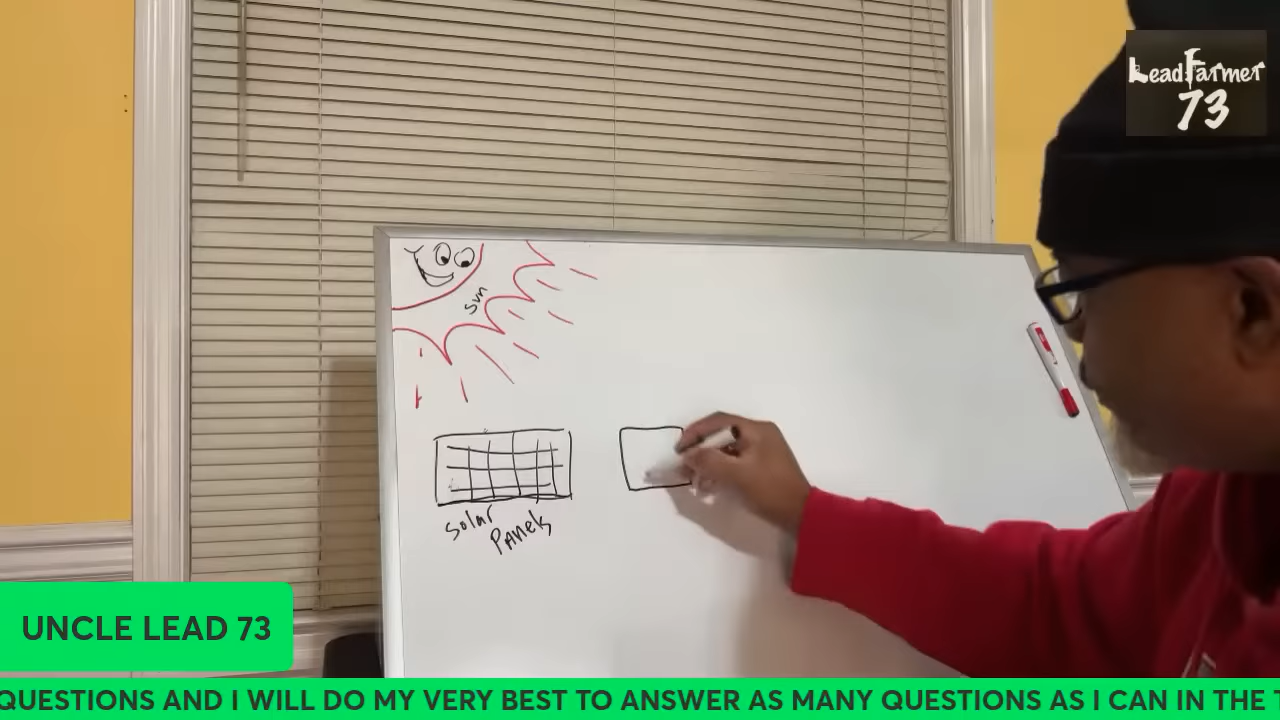 LeadFarmer
73
sun
solar
Panels
UNCLE LEAD 73
QUESTIONS AND I WILL DO MY VERY BEST TO ANSWER AS MANY QUESTIONS AS I CAN IN THE